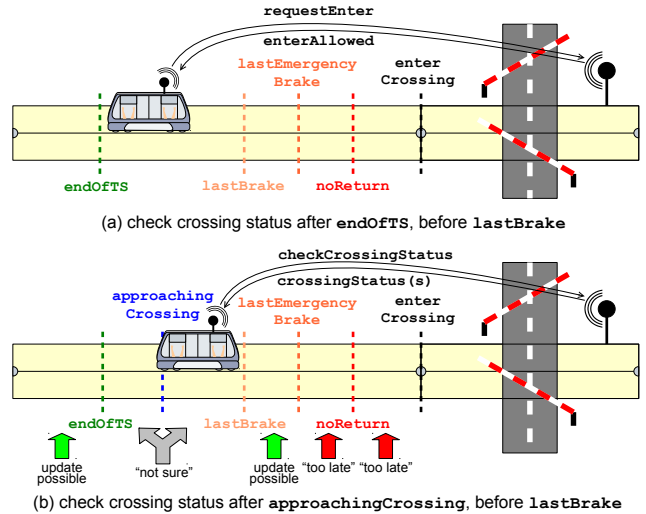 requestEnter
enterAllowed
lastEmergency
Brake
enter
Crossing
endOfTS
lastBrake
noReturn
(a) check crossing status after endOfTS, before lastBrake
checkCrossingStatus
crossingStatus(s)
approaching
Crossing
lastEmergency
Brake
enter
Crossing
endOfTS
lastBrake
noReturn
update
possible
"not sure"
update
possible
"too late"
"too late"
(b) check crossing status after approachingCrossing, before lastBrake